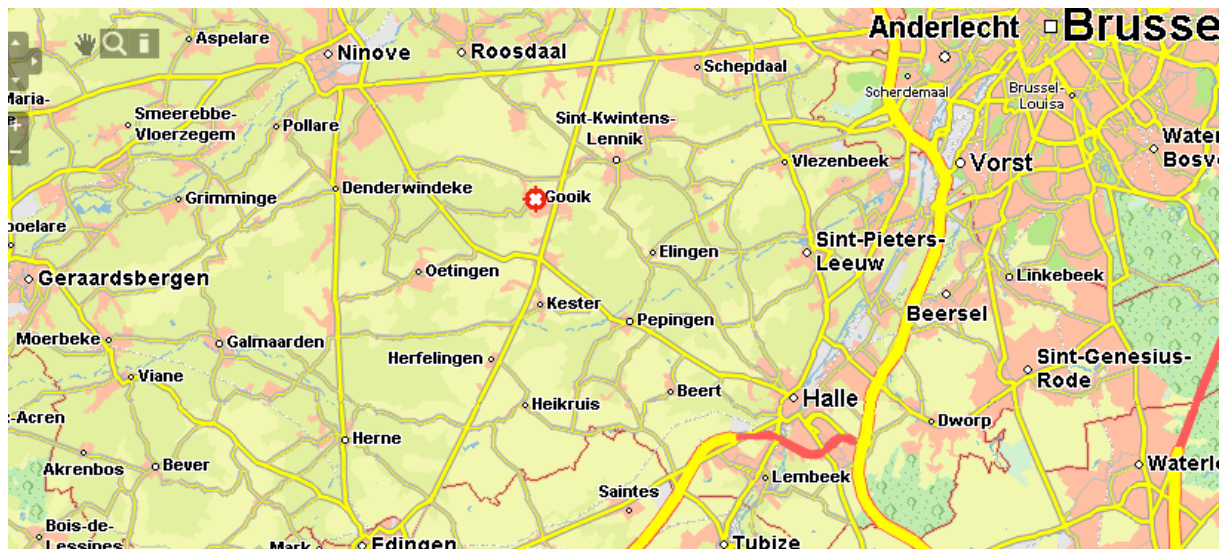 Aspelare
Ninove
Roosdaal
Schepdaal
Anderlecht
Brusse
Scherdemaal
Brussel-
Louisa
Maria-
e
Smeerebbe-
Vloerzegem
Pollare
Sint-Kwintens-
Lennik
Vlezenbeek
Vorst
Water
Bosv
Grimminge
Denderwindeke
Gooik
ooelare
Geraardsbergen
Oetingen
Elingen
Sint-Pieters-
Leeuw
Linkebeek
Kester
Pepingen
Beersel
Moerbeke
Galmaarden
Herfelingen
Sint-Genesius-
Rode
Viane
Heikruis
Beert
Halle
Dworp
:-Acren
Herne
Akrenbos
Bever
Saintes
Lembeek
Waterlo
Bois-de-
Lessines
Mark
Edingen
Tubize